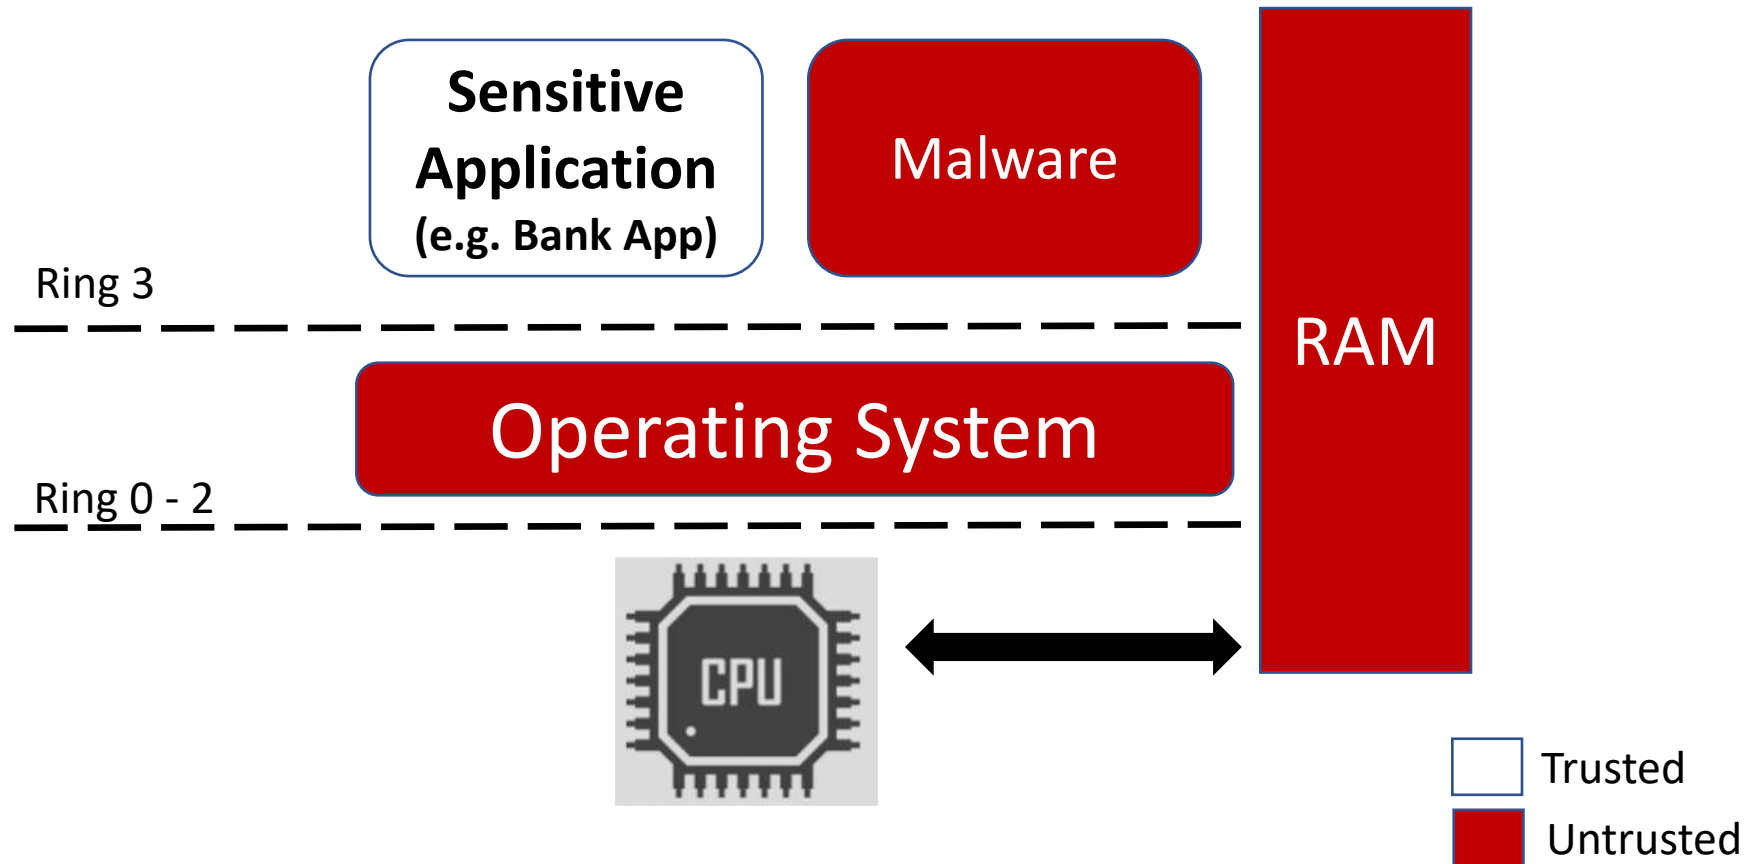 Sensitive
Application
(e.g. Bank App)
Malware
Ring 3
RAM
Operating System
Ring 0 - 2
CPU
Trusted
Untrusted